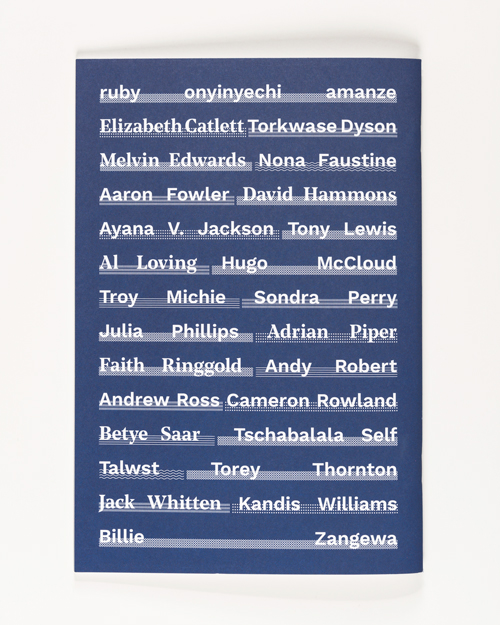 ruby onyinyechi amanze
Elizabeth Catlett Torkwase Dyson
Melvin Edwards Nona Faustine
Aaron Fowler David Hammons
Ayana V. Jackson Tony Lewis
Al Loving Hugo McCloud
Troy Michie Sondra Perry
Julia Phillips Adrian Piper
Faith Ringgold Andy Robert
Andrew Ross Cameron Rowland
Betye Saar Tschabalala Self
Talwst Torey Thornton
Jack Whitten Kandis Williams
Billie Zangewa